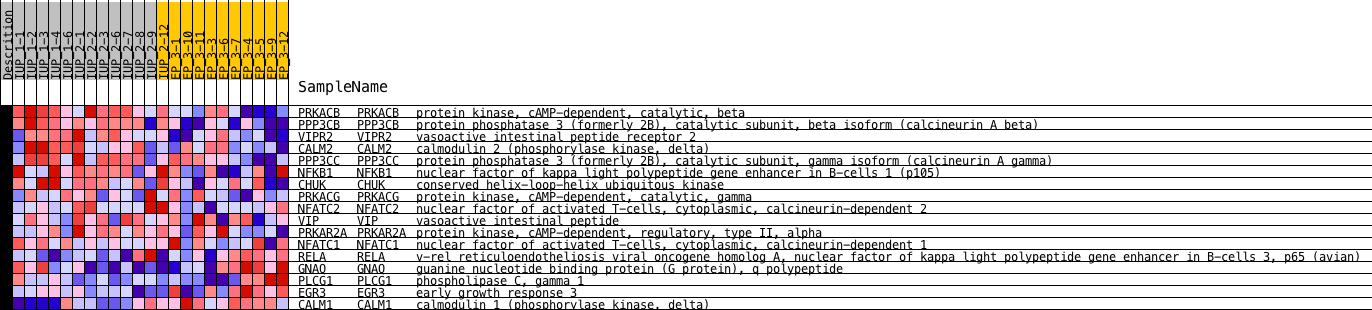 Descrition
IUP_1-1
IUP_1-2
IUP_1-3
IUP_1-4
IUP_1-6
IUP_2-1
IUP_2-2
IUP_2-3
IUP_2-6
IUP_2-7
IUP_2-8
IUP_2-9
IUP_2-12
EP_3-1
EP_3-10
EP_3-11
EP_3-3
EP_3-6
EP_3-7
EP_3-4
EP_3-5
EP_3-9
EP_3-12
SampleName
PRKACB PRKACB protein kinase, cAMP-dependent, catalytic, beta
PPP3CB PPP3CB protein phosphatase 3 (formerly 2B), catalytic subunit, beta isoform (calcineurin A beta)
VIPR2 VIPR2 vasoactive intestinal peptide receptor 2
CALM2 CALM2 calmodulin 2 (phosphorylase kinase, delta)
PPP3CC PPP3CC protein phosphatase 3 (formerly 2B), catalytic subunit, gamma isoform (calcineurin A gamma)
NFKB1 NFKB1 nuclear factor of kappa light polypeptide gene enhancer in B-cells 1 (p105)
CHUK CHUK conserved helix-loop-helix ubiquitous kinase
PRKACG PRKACG protein kinase, cAMP-dependent, catalytic, gamma
NFATC2 NFATC2 nuclear factor of activated T-cells, cytoplasmic, calcineurin-dependent 2
VIP VIP vasoactive intestinal peptide
PRKAR2A PRKAR2A protein kinase, cAMP-dependent, regulatory, type II, alpha
NFATC1 NFATC1 nuclear factor of activated T-cells, cytoplasmic, calcineurin-dependent 1
RELA RELA v-rel reticuloendotheliosis viral oncogene homolog A, nuclear factor of kappa light polypeptide gene enhancer in B-cells 3, p65 (avian)
GNAQ GNAQ guanine nucleotide binding protein (G protein), q polypeptide
PLCG1 PLCG1 phospholipase C, gamma 1
EGR3 EGR3 early growth response 3
CALM1 CALM1 calmodulin 1 (phosphorylase kinase, delta)